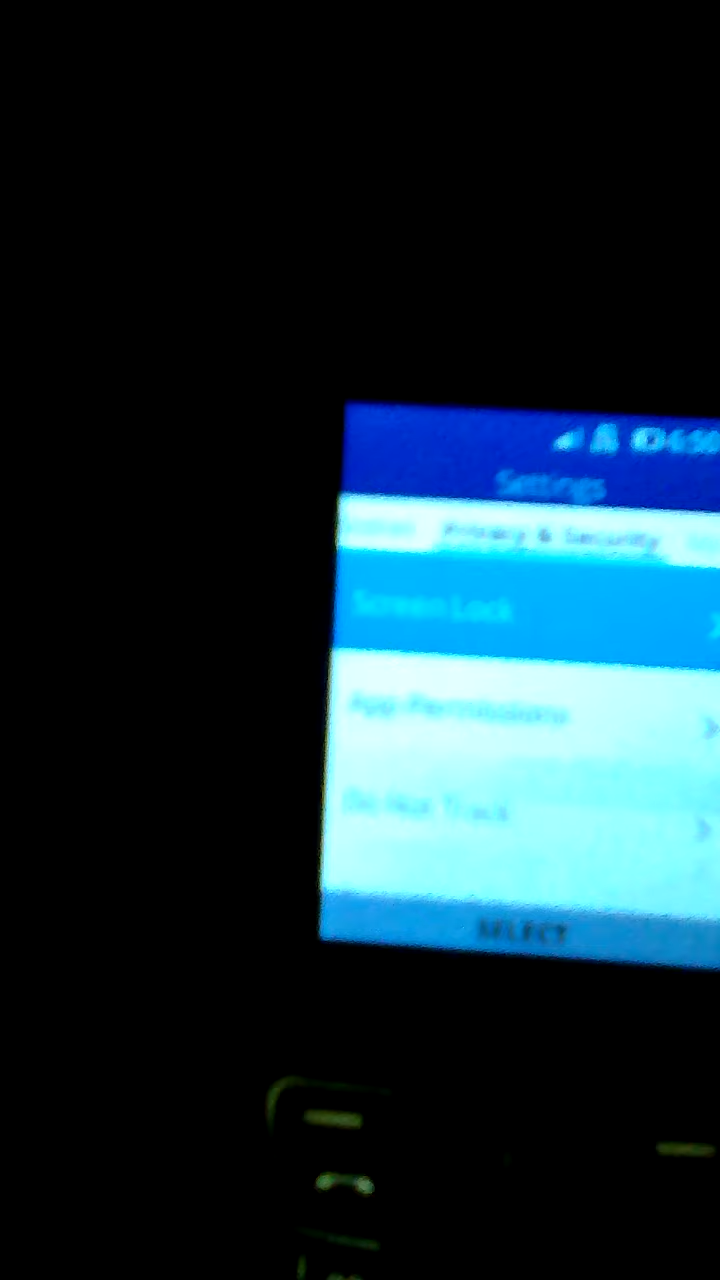 Settings
Privacy & Security
Screen Lock
App Permissions
Do Not Track
SELECT